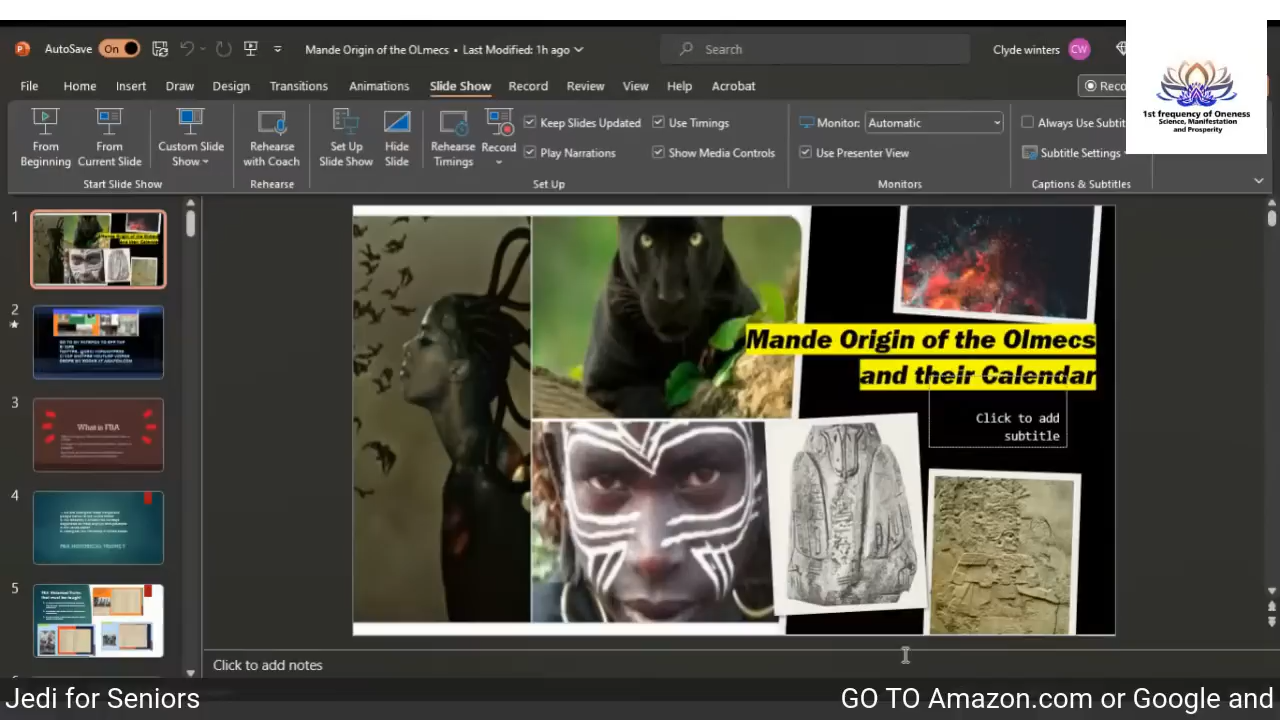 AutoSave On
Mande Origin of the OLmecs • Last Modified: 1h ago
Search
Clyde winters CW
File Home Insert Draw Design Transitions Animations Slide Show Record Review View Help Acrobat
1st frequency of Oneness
Science, Manifestation
and Prosperity
From Beginning
From Current Slide
Custom Slide Show
Rehearse with Coach
Set Up Slide Show
Hide Slide
Rehearse Timings
Record
Keep Slides Updated
Play Narrations
Use Timings
Show Media Controls
Monitor: Automatic
Use Presenter View
Subtitle Settings
Start Slide Show
Rehearse
Set Up
Monitors
Captions & Subtitles
1
2
3
What is FBA
4
5
Mande Origin of the Olmecs
and their Calendar
Click to add
subtitle
Click to add notes
Jedi for Seniors
GO TO Amazon.com or Google and